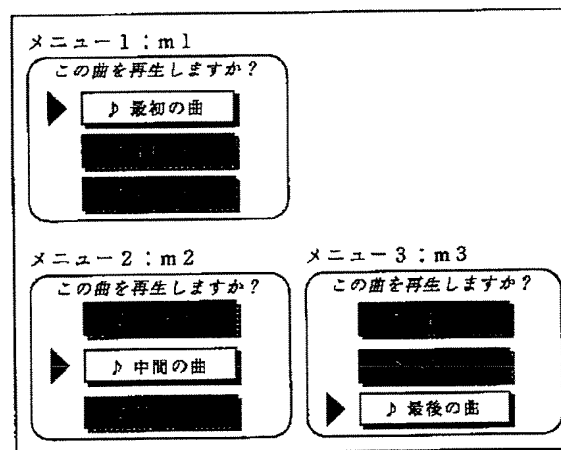 メニュー1:m1
この曲を再生しますか?
♪ 最初の曲
メニュー2:m2
この曲を再生しますか?
♪ 中間の曲
メニュー3:m3
この曲を再生しますか?
♪ 最後の曲